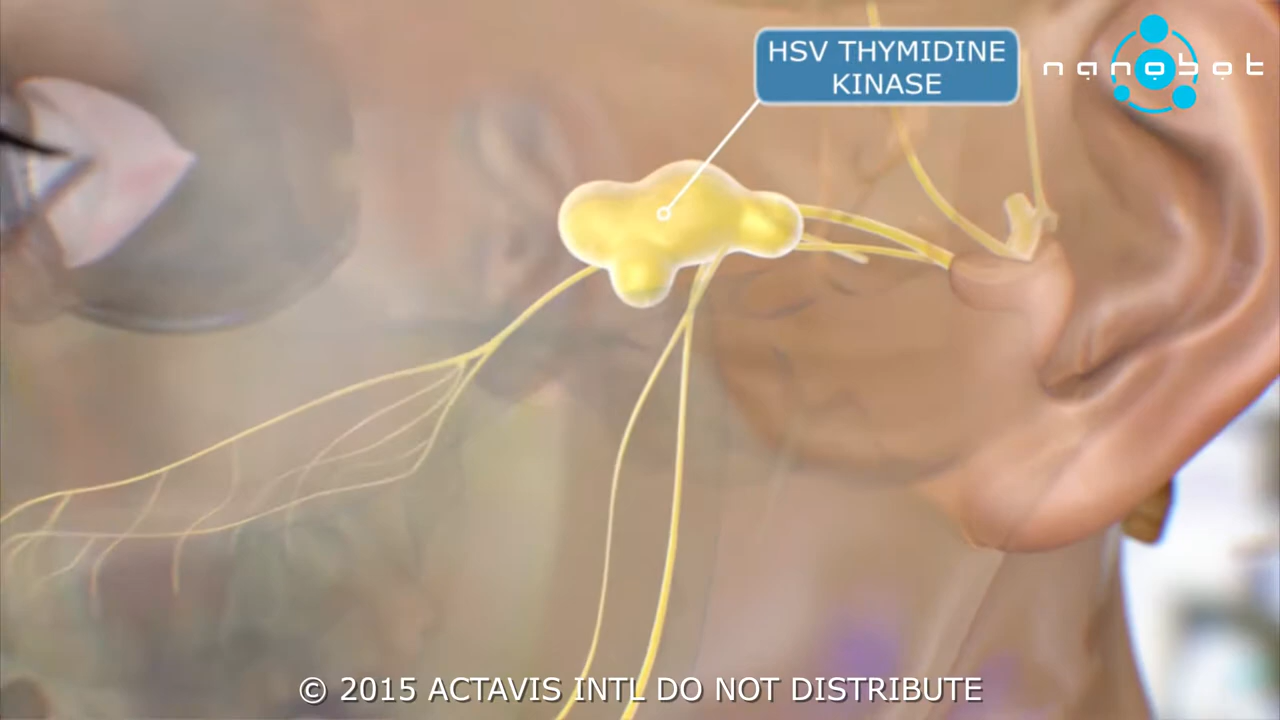 HSV THYMIDINE
KINASE
nanobot
© 2015 ACTAVIS INTL DO NOT DISTRIBUTE